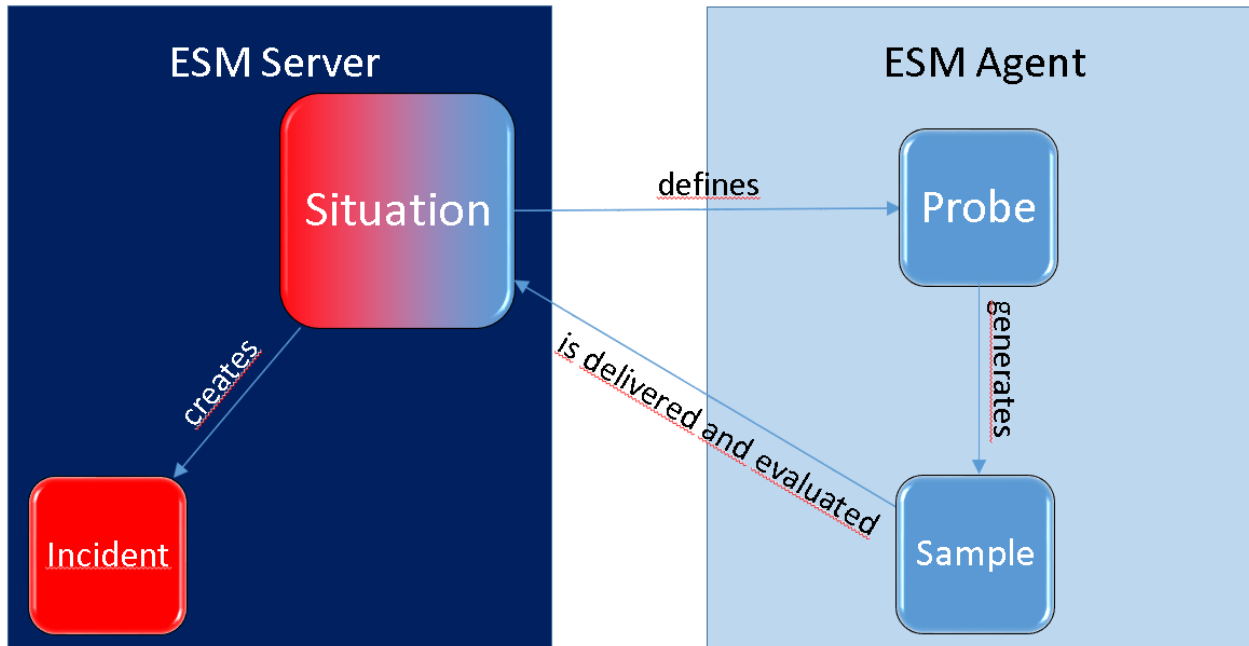 ESM Server
ESM Agent
Situation
defines
Probe
generates
is delivered and evaluated
creates
Incident
Sample